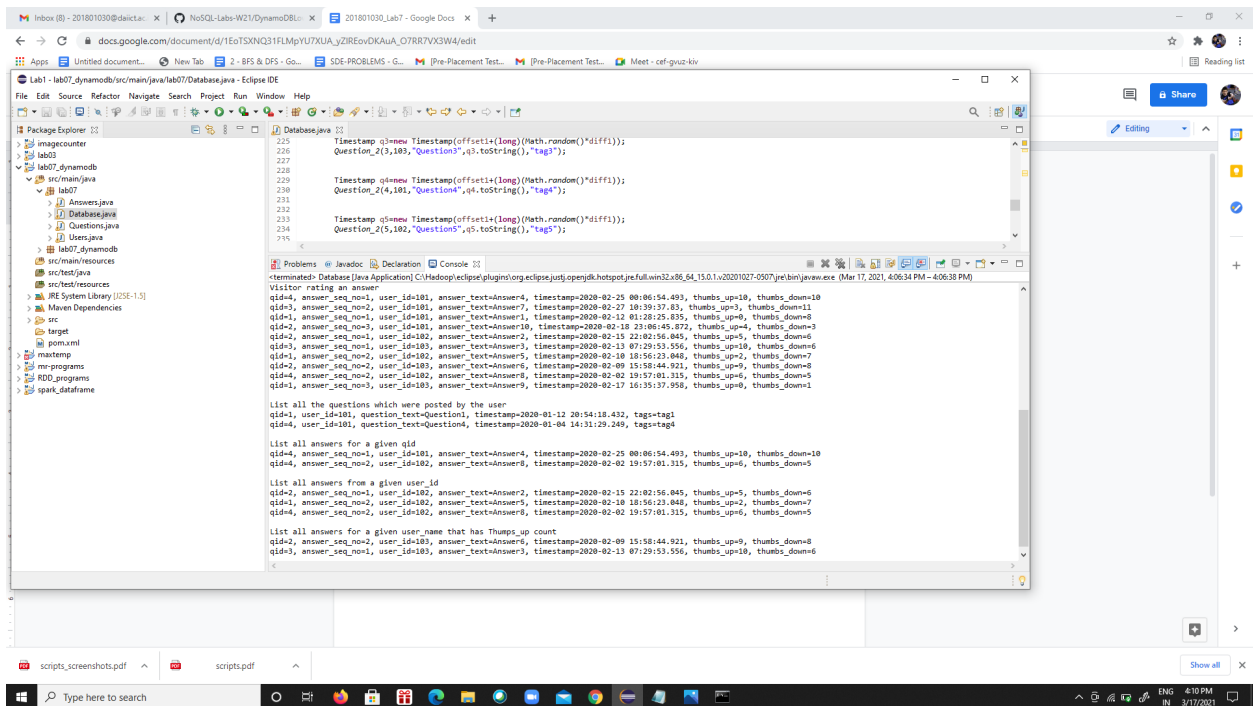 Inbox (8) - 201801030@daiict.ac.
NoSQL-Labs-W21/DynamoDBLo
201801030_Lab7 - Google Docs
docs.google.com/document/d/1EoTSXNQ31FLMpYU7XUA_yZIREovDKAuA_O7RR7VX3W4/edit
Apps
Untitled document...
New Tab
2 - BFS & DFS - Go...
SDE-PROBLEMS - G...
[Pre-Placement Test...
[Pre-Placement Test...
Meet - cef-gvuz-kiv
Reading list
Lab1 - lab07_dynamodb/src/main/java/lab07/Database.java - Eclipse IDE
File Edit Source Refactor Navigate Search Project Run Window Help
Share
Editing
Package Explorer
imagecounter
lab03
lab07_dynamodb
src/main/java
lab07
Answers.java
Database.java
Questions.java
Users.java
lab07_dynamodb
src/main/resources
src/test/java
src/test/resources
JRE System Library [J2SE-1.5]
Maven Dependencies
src
target
pom.xml
maxtemp
mr-programs
RDD_programs
spark_dataframe
Database.java
225 Timestamp q3=new Timestamp(offset1+(long)(Math.random()*diff1));
226 Question_2(3,103,"Question3",q3.toString(),"tag3");
227
228
229 Timestamp q4=new Timestamp(offset1+(long)(Math.random()*diff1));
230 Question_2(4,101,"Question4",q4.toString(),"tag4");
231
232
233 Timestamp q5=new Timestamp(offset1+(long)(Math.random()*diff1));
234 Question_2(5,102,"Question5",q5.toString(),"tag5");
235
Problems Javadoc Declaration Console
<terminated> Database [Java Application] C:\Hadoop\eclipse\plugins\org.eclipse.justj.openjdk.hotspot.jre.full.win32.x86_64_15.0.1.v20201027-0507\jre\bin\javaw.exe (Mar 17, 2021, 4:06:34 PM – 4:06:38 PM)
Visitor rating an answer
qid=4, answer_seq_no=1, user_id=101, answer_text=Answer4, timestamp=2020-02-25 00:06:54.493, thumbs_up=10, thumbs_down=10
qid=3, answer_seq_no=2, user_id=101, answer_text=Answer7, timestamp=2020-02-27 10:39:37.83, thumbs_up=3, thumbs_down=11
qid=1, answer_seq_no=1, user_id=101, answer_text=Answer1, timestamp=2020-02-12 01:28:25.835, thumbs_up=0, thumbs_down=8
qid=2, answer_seq_no=3, user_id=101, answer_text=Answer10, timestamp=2020-02-18 23:06:45.872, thumbs_up=4, thumbs_down=3
qid=2, answer_seq_no=1, user_id=102, answer_text=Answer2, timestamp=2020-02-15 22:02:56.045, thumbs_up=5, thumbs_down=6
qid=3, answer_seq_no=1, user_id=103, answer_text=Answer3, timestamp=2020-02-13 07:29:53.556, thumbs_up=10, thumbs_down=6
qid=1, answer_seq_no=2, user_id=102, answer_text=Answer5, timestamp=2020-02-10 18:56:23.048, thumbs_up=2, thumbs_down=7
qid=2, answer_seq_no=2, user_id=103, answer_text=Answer6, timestamp=2020-02-09 15:58:44.921, thumbs_up=9, thumbs_down=8
qid=4, answer_seq_no=2, user_id=102, answer_text=Answer8, timestamp=2020-02-02 19:57:01.315, thumbs_up=6, thumbs_down=5
qid=1, answer_seq_no=3, user_id=103, answer_text=Answer9, timestamp=2020-02-17 16:35:37.958, thumbs_up=0, thumbs_down=1
List all the questions which were posted by the user
qid=1, user_id=101, question_text=Question1, timestamp=2020-01-12 20:54:18.432, tags=tag1
qid=4, user_id=101, question_text=Question4, timestamp=2020-01-04 14:31:29.249, tags=tag4
List all answers for a given qid
qid=4, answer_seq_no=1, user_id=101, answer_text=Answer4, timestamp=2020-02-25 00:06:54.493, thumbs_up=10, thumbs_down=10
qid=4, answer_seq_no=2, user_id=102, answer_text=Answer8, timestamp=2020-02-02 19:57:01.315, thumbs_up=6, thumbs_down=5
List all answers from a given user_id
qid=2, answer_seq_no=1, user_id=102, answer_text=Answer2, timestamp=2020-02-15 22:02:56.045, thumbs_up=5, thumbs_down=6
qid=1, answer_seq_no=2, user_id=102, answer_text=Answer5, timestamp=2020-02-10 18:56:23.048, thumbs_up=2, thumbs_down=7
qid=4, answer_seq_no=2, user_id=102, answer_text=Answer8, timestamp=2020-02-02 19:57:01.315, thumbs_up=6, thumbs_down=5
List all answers for a given user_name that has Thumps_up count
qid=2, answer_seq_no=2, user_id=103, answer_text=Answer6, timestamp=2020-02-09 15:58:44.921, thumbs_up=9, thumbs_down=8
qid=3, answer_seq_no=1, user_id=103, answer_text=Answer3, timestamp=2020-02-13 07:29:53.556, thumbs_up=10, thumbs_down=6
scripts_screenshots.pdf
scripts.pdf
Show all
Type here to search
ENG
IN
4:10 PM
3/17/2021